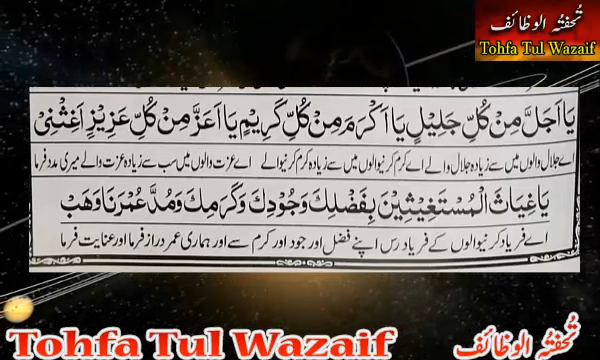 تُحفتُہ الوظائف
Tohfa Tul Wazaif
يَا اَجَلَّ مِنْ كُلِّ جَلِيْلٍ يَا اَكْرَمَ مِنْ كُلِّ كَرِيْمٍ يَا اَعَزَّ مِنْ كُلِّ عَزِيْزٍ اَغِثْنِىْ
اے جلال والوں میں سے زیادہ جلال والے اے کرم کرنیوالوں میں سے زیادہ کرم کرنیوالے اے عزت والوں میں سب سے زیادہ عزت والے میری مدد فرما
يَاغِيَاثَ الْمُسْتَغِيْثِيْنَ بِفَضْلِكَ وَجُوْدِكَ وَكَرَمِكَ وَمُدَّ عُمْرَنَا وَهَبْ
اے فریاد کرنیوالوں کے فریاد رس اپنے فضل اور جود اور کرم سے اور ہماری عمر دراز فرما اور عنایت فرما
Tohfa Tul Wazaif تُحفتُہ الوظائف